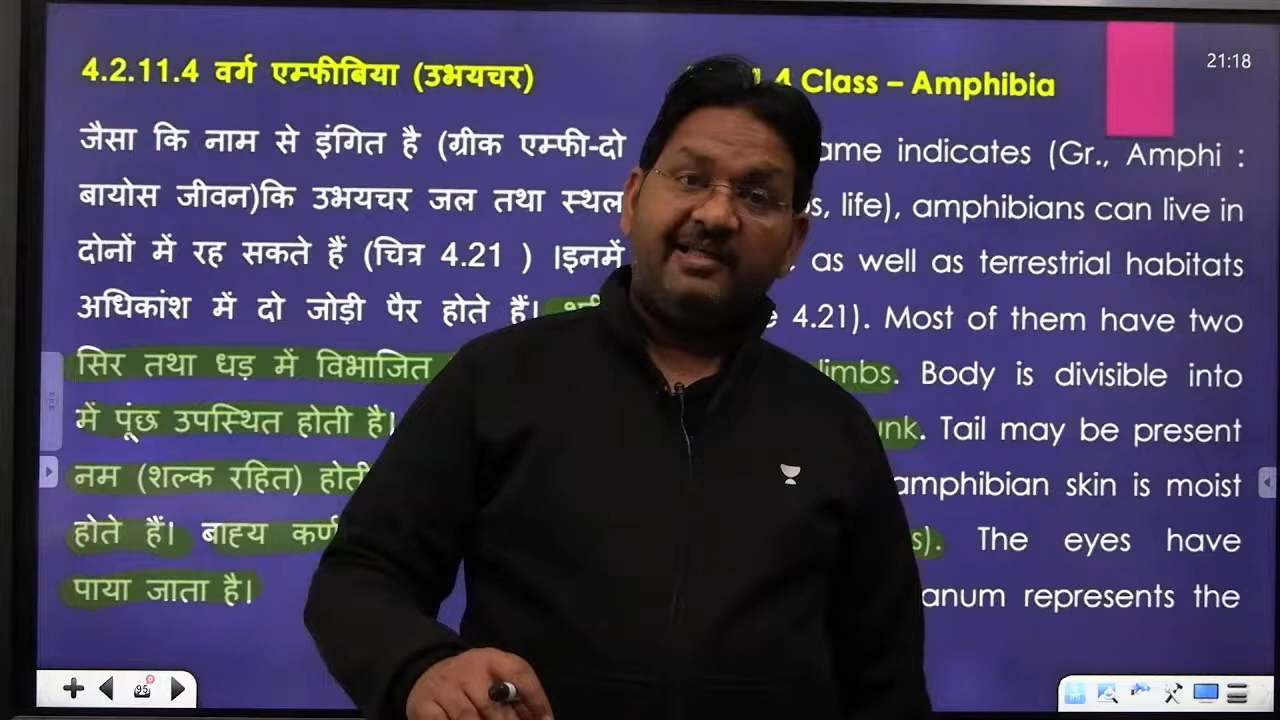 21:18
4.2.11.4 वर्ग एम्फीबिया (उभयचर)
जैसा कि नाम से इंगित है (ग्रीक एम्फी-दो
बायोस जीवन)कि उभयचर जल तथा स्थल
दोनों में रह सकते हैं (चित्र 4.21 ) ।इनमें
अधिकांश में दो जोड़ी पैर होते हैं।
सिर तथा धड़ में विभाजित
में पूंछ उपस्थित होती है।
नम (शल्क रहित) होती
होते हैं। बाह्य कर्ण
पाया जाता है।
4 Class – Amphibia
indicates (Gr., Amphi :
life), amphibians can live in
as well as terrestrial habitats
4.21). Most of them have two
limbs. Body is divisible into
Tail may be present
amphibian skin is moist
The eyes have
represents the
95